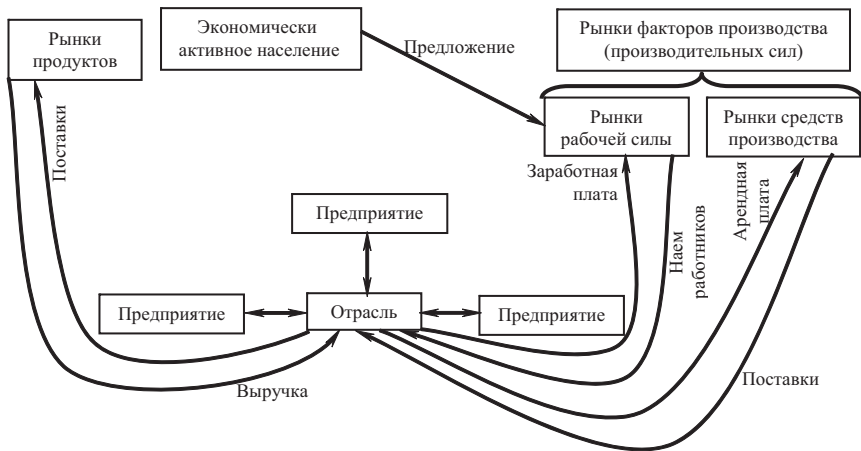 Рынки
продуктов
Экономически
активное население
Предложение
Рынки факторов производства
(производительных сил)
Рынки
рабочей силы
Рынки средств
производства
Поставки
Заработная
плата
Наем
работников
Арендная
плата
Предприятие
Предприятие
Отрасль
Предприятие
Выручка
Поставки